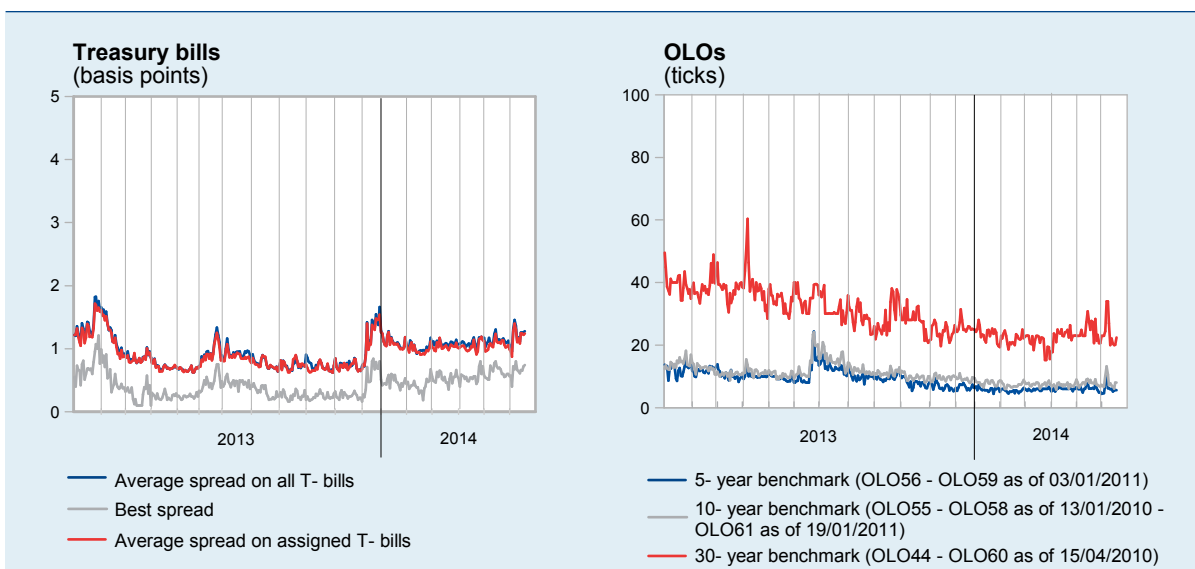 Treasury bills
(basis points)
5
4
3
2
1
0
2013
2014
Average spread on all T- bills
Best spread
Average spread on assigned T- bills
OLOs
(ticks)
100
80
60
40
20
0
2013
2014
5- year benchmark (OLO56 - OLO59 as of 03/01/2011)
10- year benchmark (OLO55 - OLO58 as of 13/01/2010 -
OLO61 as of 19/01/2011)
30- year benchmark (OLO44 - OLO60 as of 15/04/2010)